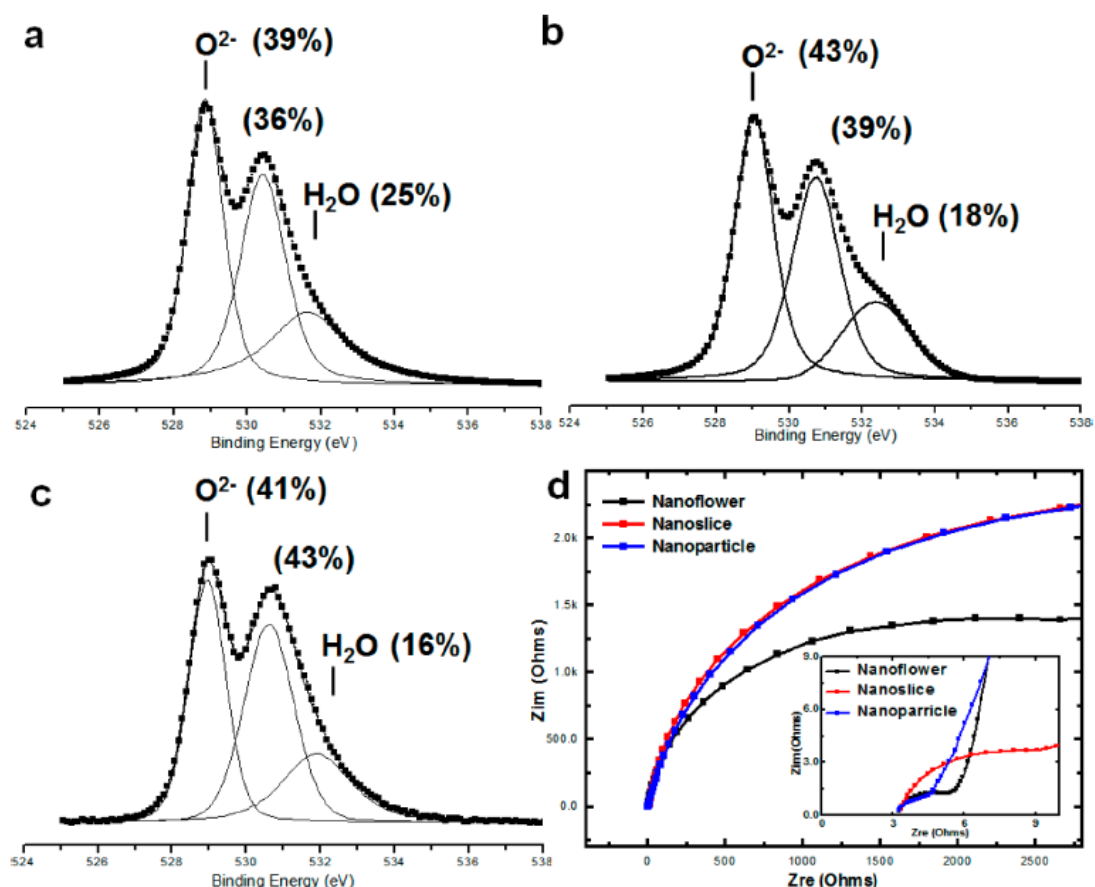 a
O²⁻ (39%)
(36%)
H₂O (25%)
524 526 528 530 532 534 536 538
Binding Energy (eV)
b
O²⁻ (43%)
(39%)
H₂O (18%)
524 526 528 530 532 534 536 538
Binding Energy (eV)
c
O²⁻ (41%)
(43%)
H₂O (16%)
524 526 528 530 532 534 536 538
Binding Energy (eV)
d
Nanoflower
Nanoslice
Nanoparticle
Zim (Ohms)
2.0k
1.5k
1.0k
500.0
0.0
0 500 1000 1500 2000 2500
Zre (Ohms)
Nanoflower
Nanoslice
Nanoparricle
Zim(Ohms)
9.0
6.0
3.0
0.0
0 3 6 9
Zre (Ohms)